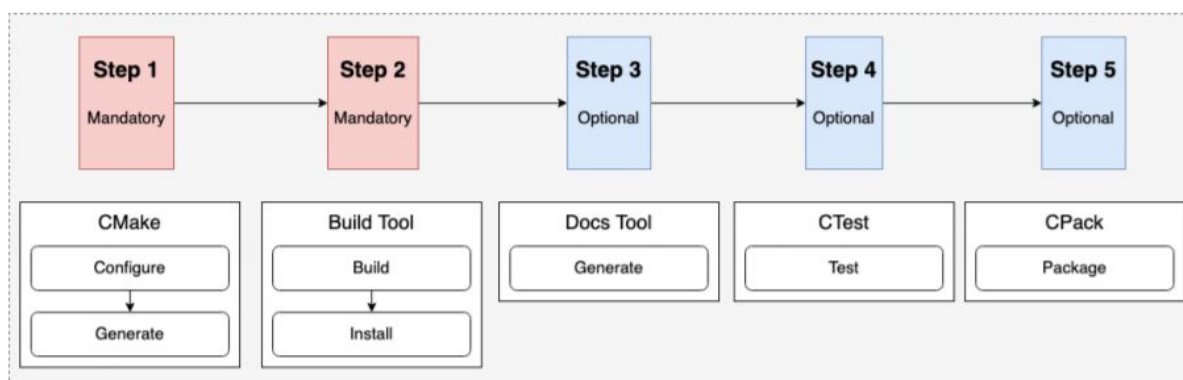 Step 1
Mandatory
Step 2
Mandatory
Step 3
Optional
Step 4
Optional
Step 5
Optional
CMake
Configure
Generate
Build Tool
Build
Install
Docs Tool
Generate
CTest
Test
CPack
Package